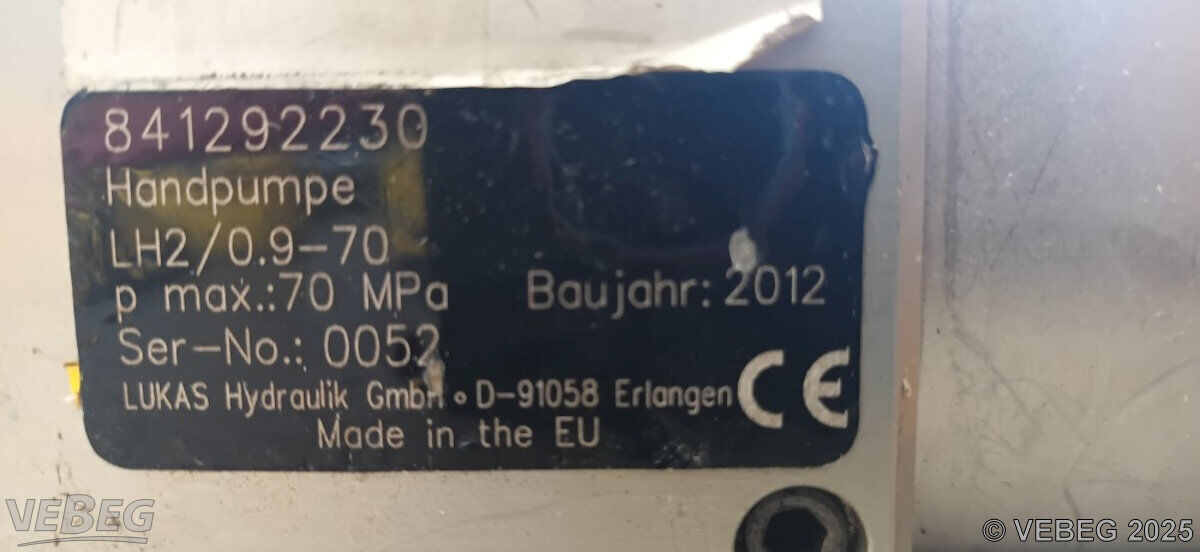 841292230
Handpumpe
LH2/0.9-70
p max.:70 MPa Baujahr: 2012
Ser-No.: 0052
LUKAS Hydraulik GmbH • D-91058 Erlangen CE
Made in the EU
VEBEG
© VEBEG 2025